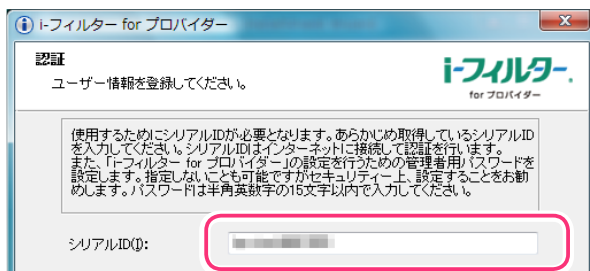 i-フィルター for プロバイダー
認証
ユーザー情報を登録してください。
i-フィルター.
for プロバイダー
使用するためにシリアルIDが必要となります。あらかじめ取得しているシリアルID
を入力してください。シリアルIDはインターネットに接続して認証を行います。
また、「i-フィルター for プロバイダー」の設定を行うための管理者用パスワードを
設定します。指定しないことも可能ですがセキュリティー上、設定することをお勧
めします。パスワードは半角英数字の15文字以内で入力してください。
シリアルID(I):